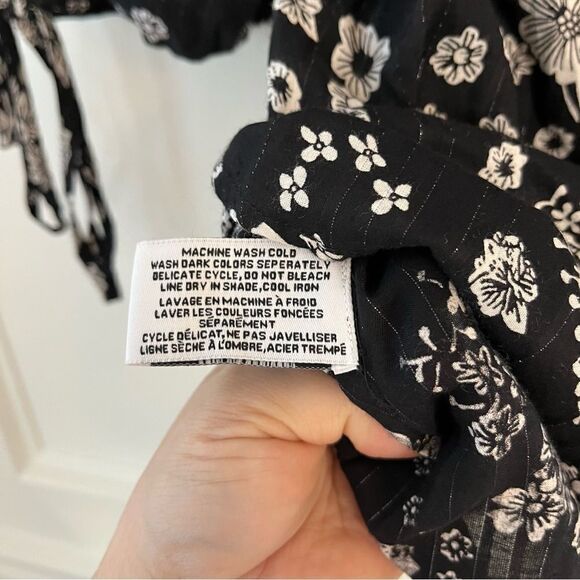 MACHINE WASH COLD
WASH DARK COLORS SEPERATELY
DELICATE CYCLE, DO NOT BLEACH
LINE DRY IN SHADE,COOL IRON
LAVAGE EN MACHINE À FROID
LAVER LES COULEURS FONCÉES
SÉPARÉMENT
CYCLE DÉLICAT, NE PAS JAVELLISER
LIGNE SÈCHE À L'OMBRE,ACIER TREMPÉ